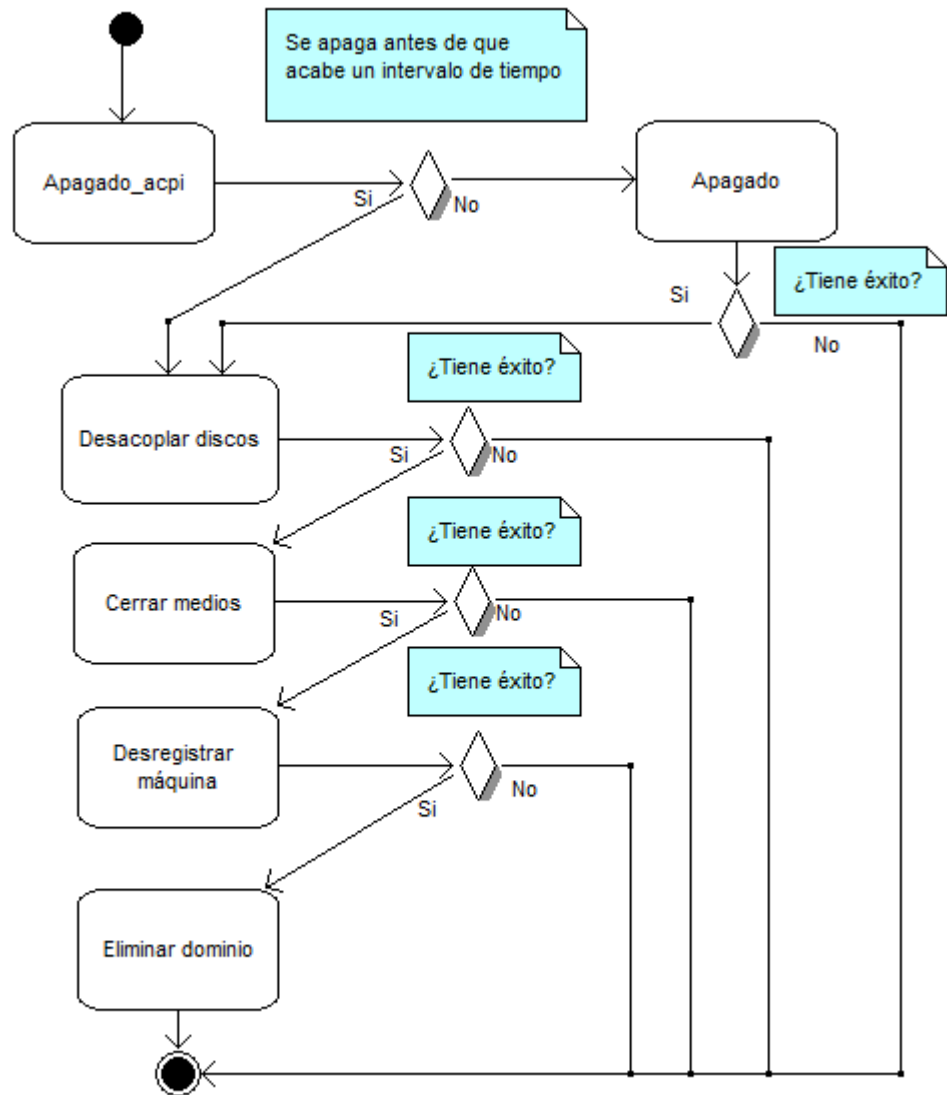 Se apaga antes de que
acabe un intervalo de tiempo
Apagado_acpi
Si
No
Apagado
¿Tiene éxito?
Si
No
¿Tiene éxito?
Desacoplar discos
Si
No
¿Tiene éxito?
Cerrar medios
Si
No
¿Tiene éxito?
Desregistrar
máquina
Si
No
Eliminar dominio